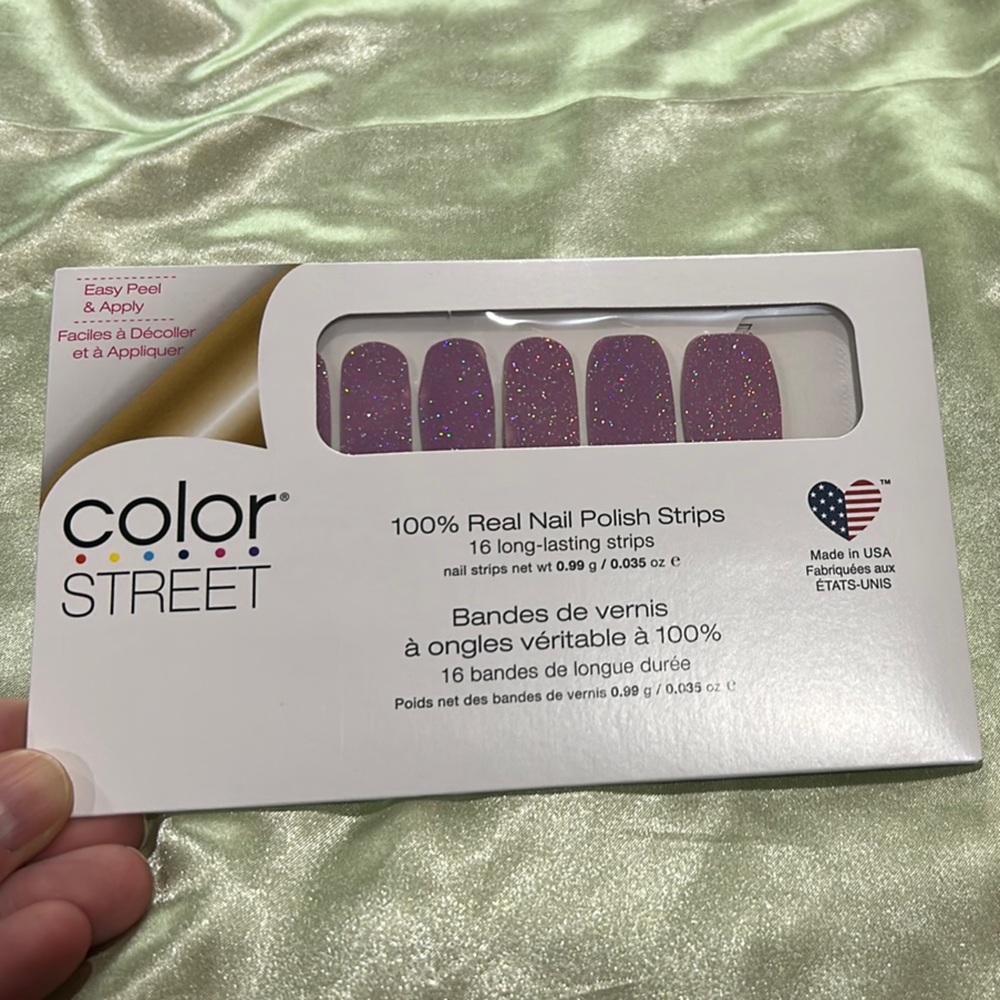 Easy Peel
& Apply
Faciles à Décoller
et à Appliquer
color®
STREET
100% Real Nail Polish Strips
16 long-lasting strips
nail strips net wt 0.99 g / 0.035 oz e
Bandes de vernis
à ongles véritable à 100%
16 bandes de longue durée
Poids net des bandes de vernis 0.99 g / 0.035 oz e
™
Made in USA
Fabriquées aux
ÉTATS-UNIS